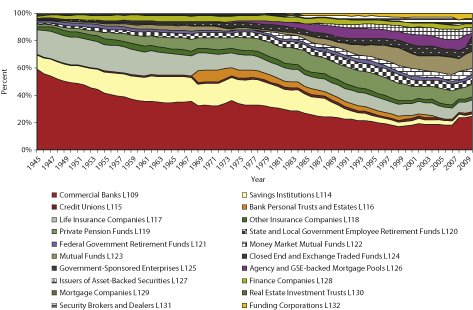 100%
80%
60%
40%
20%
0%
Percent
1945 1947 1949 1951 1953 1955 1957 1959 1961 1963 1965 1967 1969 1971 1973 1975 1977 1979 1981 1983 1985 1987 1989 1991 1993 1995 1997 1999 2001 2003 2005 2007 2009
Year
Commercial Banks L109
Savings Institutions L114
Credit Unions L115
Bank Personal Trusts and Estates L116
Life Insurance Companies L117
Other Insurance Companies L118
Private Pension Funds L119
State and Local Government Employee Retirement Funds L120
Federal Government Retirement Funds L121
Money Market Mutual Funds L122
Mutual Funds L123
Closed End and Exchange Traded Funds L124
Government-Sponsored Enterprises L125
Agency and GSE-backed Mortgage Pools L126
Issuers of Asset-Backed Securities L127
Finance Companies L128
Mortgage Companies L129
Real Estate Investment Trusts L130
Security Brokers and Dealers L131
Funding Corporations L132